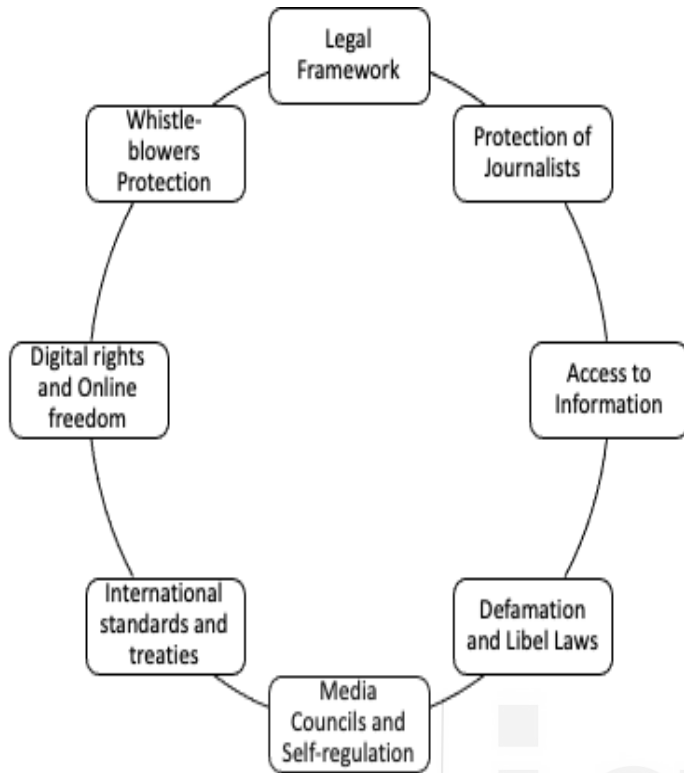 Legal
Framework
Protection of
Journalists
Access to
Information
Defamation
and Libel Laws
Media
Councils and
Self-regulation
International
standards and
treaties
Digital rights
and Online
freedom
Whistle-
blowers
Protection